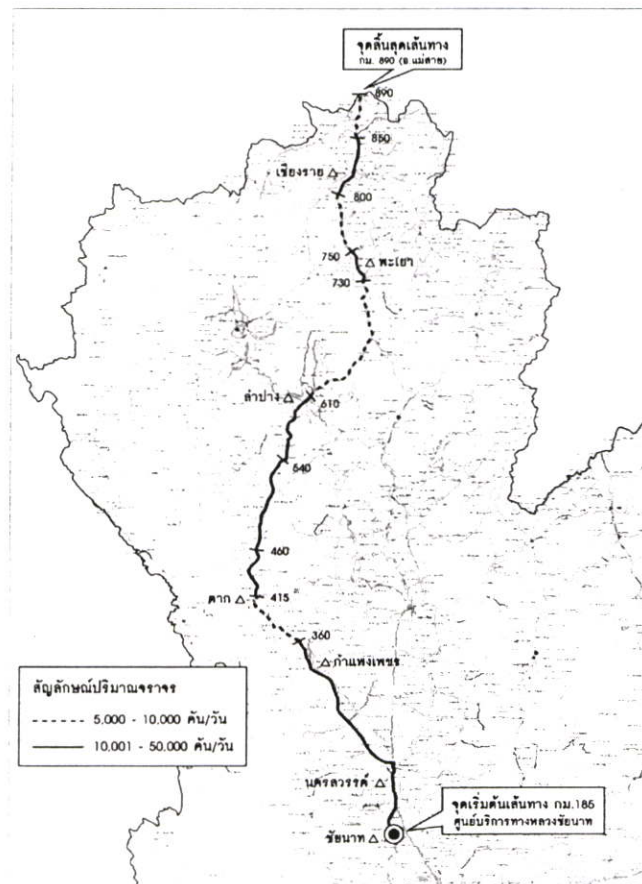 จุดสิ้นสุดเส้นทาง
กม. 890 (อ.แม่สาย)
890
850
เชียงราย
800
750
พะเยา
730
ลำปาง
610
540
460
ตาก
415
360
กำแพงเพชร
สัญลักษณ์ปริมาณจราจร
5.000 - 10.000 คัน/วัน
10.001 - 50.000 คัน/วัน
นครสวรรค์
จุดเริ่มต้นเส้นทาง กม.185
ศูนย์บริการทางหลวงชัยนาท
ชัยนาท